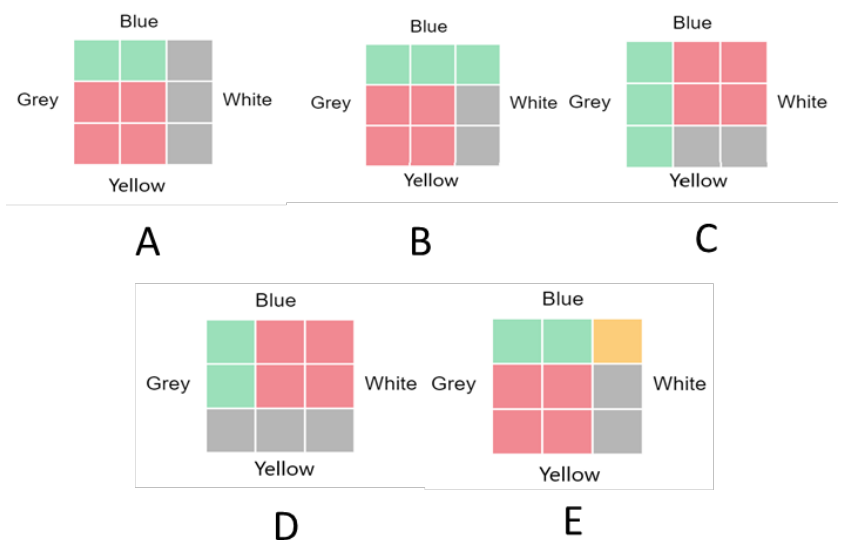 Blue Blue Blue
Grey White Grey White Grey White
Yellow Yellow Yellow
A B C
Blue Blue
Grey White Grey White
Yellow Yellow
D E